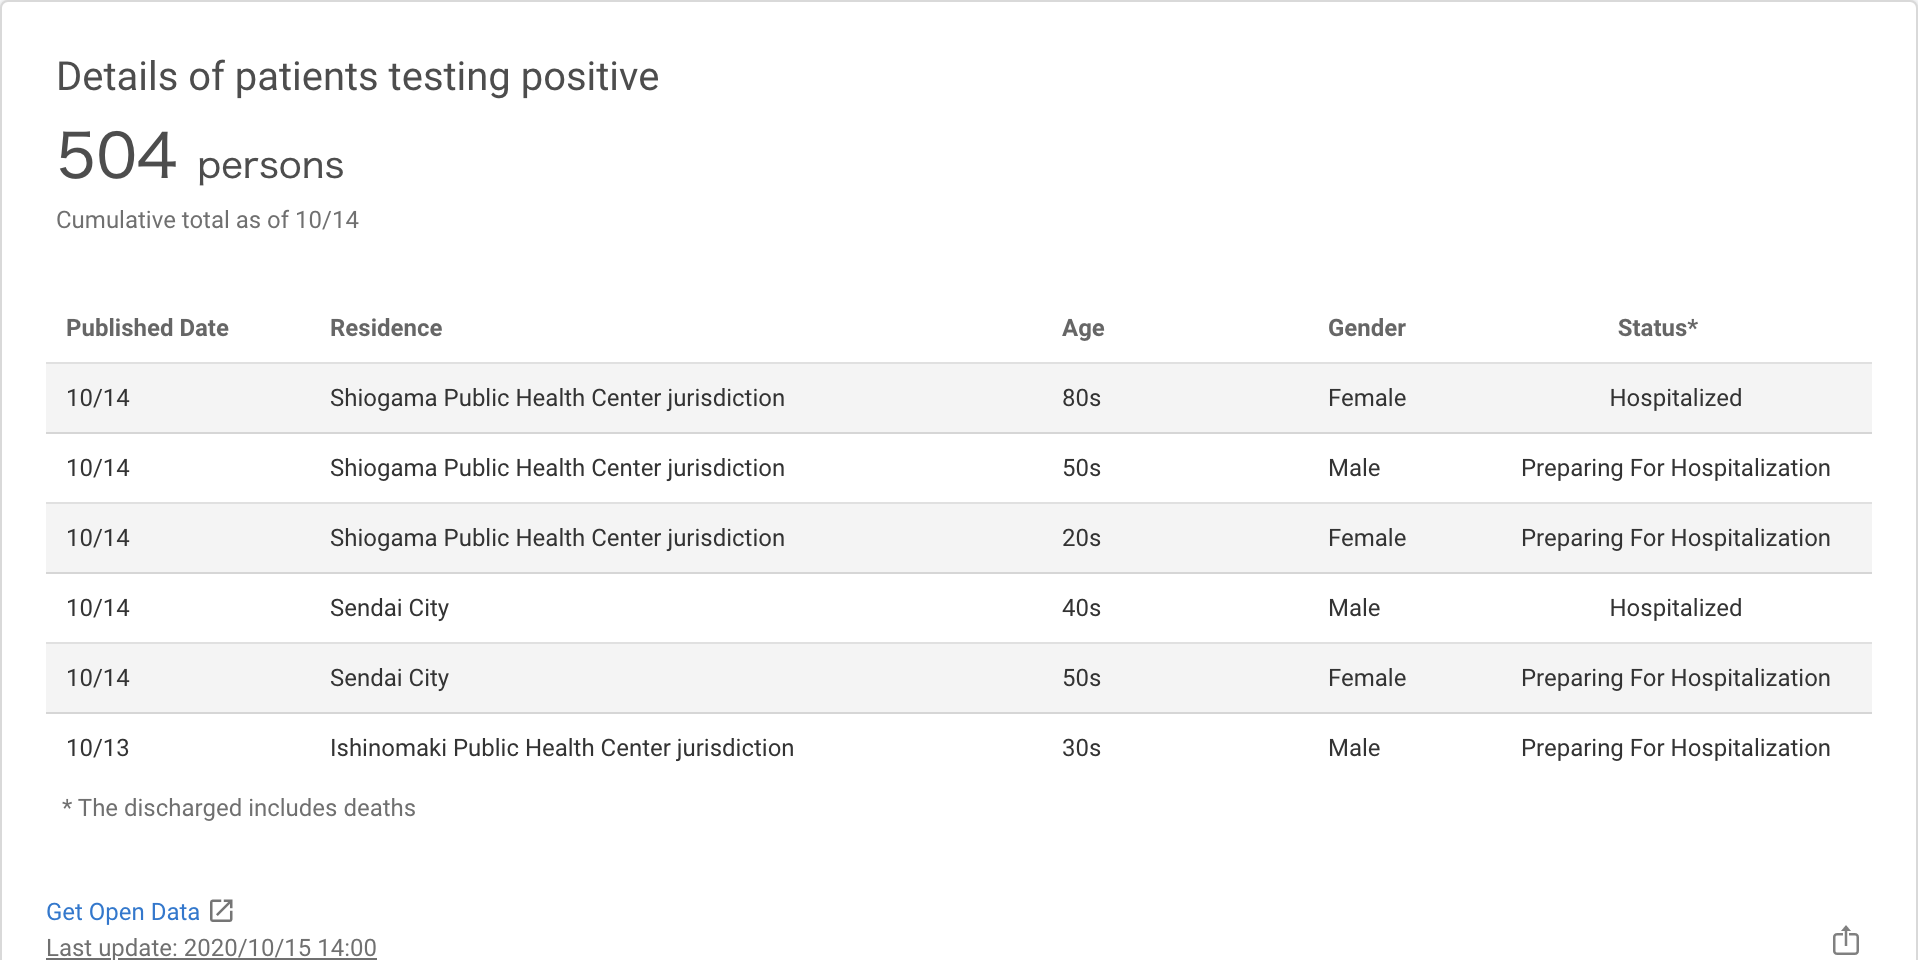 Details of patients testing positive
504 persons
Cumulative total as of 10/14
Published Date Residence Age Gender Status*
10/14 Shiogama Public Health Center jurisdiction 80s Female Hospitalized
10/14 Shiogama Public Health Center jurisdiction 50s Male Preparing For Hospitalization
10/14 Shiogama Public Health Center jurisdiction 20s Female Preparing For Hospitalization
10/14 Sendai City 40s Male Hospitalized
10/14 Sendai City 50s Female Preparing For Hospitalization
10/13 Ishinomaki Public Health Center jurisdiction 30s Male Preparing For Hospitalization
* The discharged includes deaths
Get Open Data
Last update: 2020/10/15 14:00